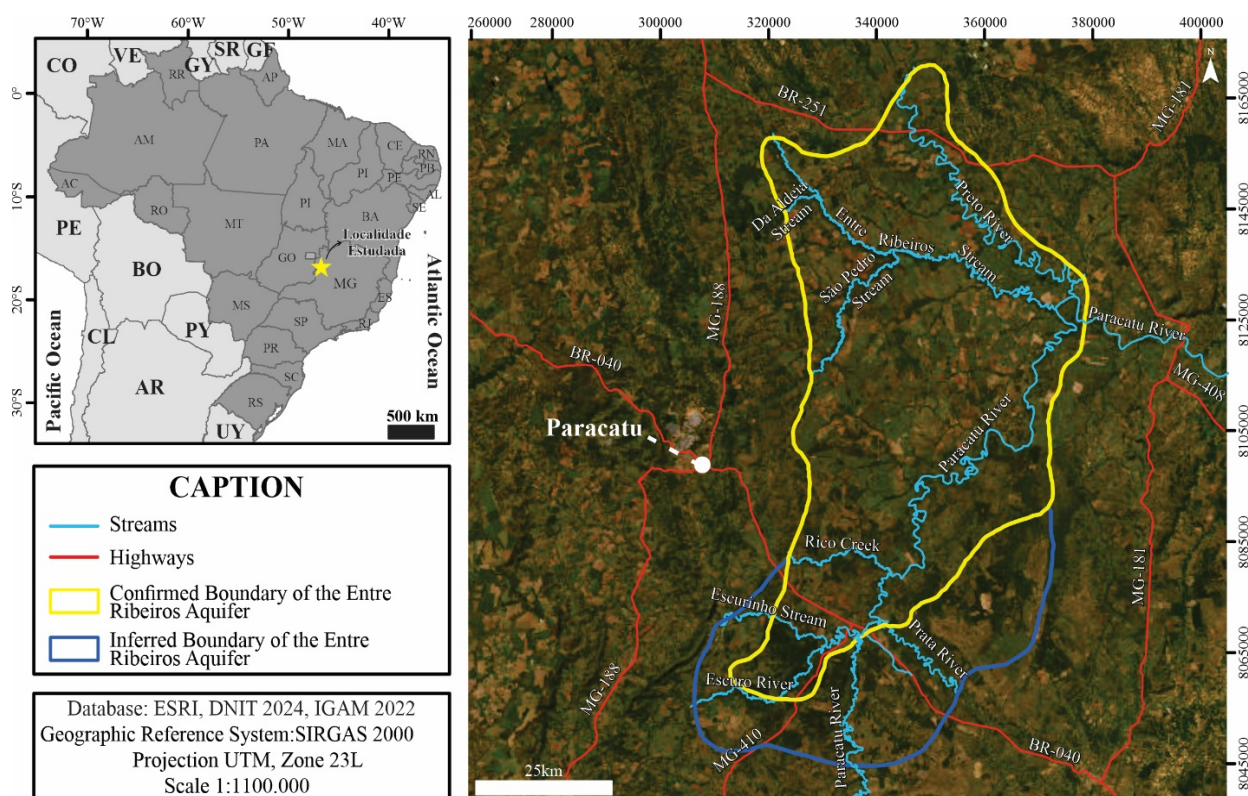 70°W
60°W
50°W
40°W
0°
10°S
20°S
30°S
CO
VE
GY
SR
GF
RR
AP
AM
PA
MA
CE
RN
PB
PI
PE
AL
SE
AC
RO
MT
PI
BA
PE
BO
GO
Localidade
Estudada
MG
ES
MS
SP
RJ
CL
PY
PR
SC
AR
RS
UY
Pacific Ocean
Atlantic Ocean
500 km
CAPTION
Streams
Highways
Confirmed Boundary of the Entre
Ribeiros Aquifer
Inferred Boundary of the Entre
Ribeiros Aquifer
Database: ESRI, DNIT 2024, IGAM 2022
Geographic Reference System:SIRGAS 2000
Projection UTM, Zone 23L
Scale 1:1100.000
260000
300000
320000
340000
360000
380000
400000
N
8165000
8145000
8125000
8105000
8085000
8065000
8045000
BR-251
MG-181
Preto River
Da Aldeia
Stream
Entre
Ribeiros
Stream
São Pedro
Stream
MG-188
Paracatu River
BR-040
MG-408
Paracatu
Paracatu River
Rico Creek
Escurinho Stream
Prata River
MG-181
MG-188
Escuro River
MG-410
Paracatu River
BR-040
25km